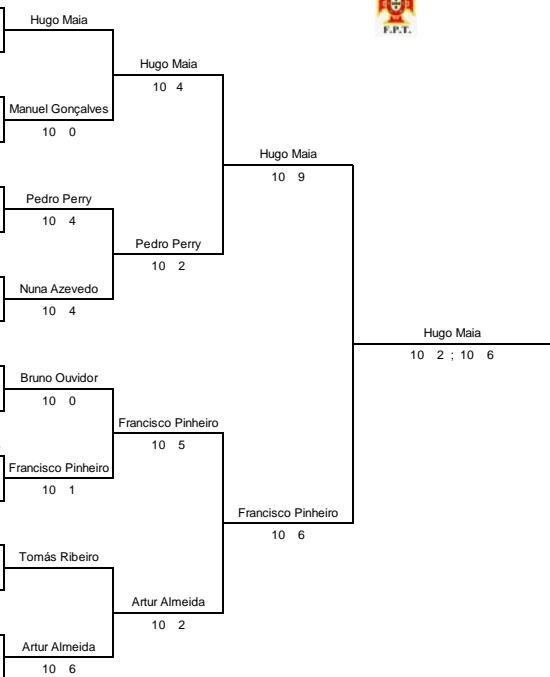 Hugo Maia
F.P.T.
Hugo Maia
10 4
Manuel Gonçalves
10 0
Hugo Maia
10 9
Pedro Perry
10 4
Pedro Perry
10 2
Nuna Azevedo
10 4
Hugo Maia
10 2 ; 10 6
Bruno Ouvidor
10 0
Francisco Pinheiro
10 5
Francisco Pinheiro
10 1
Francisco Pinheiro
10 6
Tomás Ribeiro
Artur Almeida
10 2
Artur Almeida
10 6